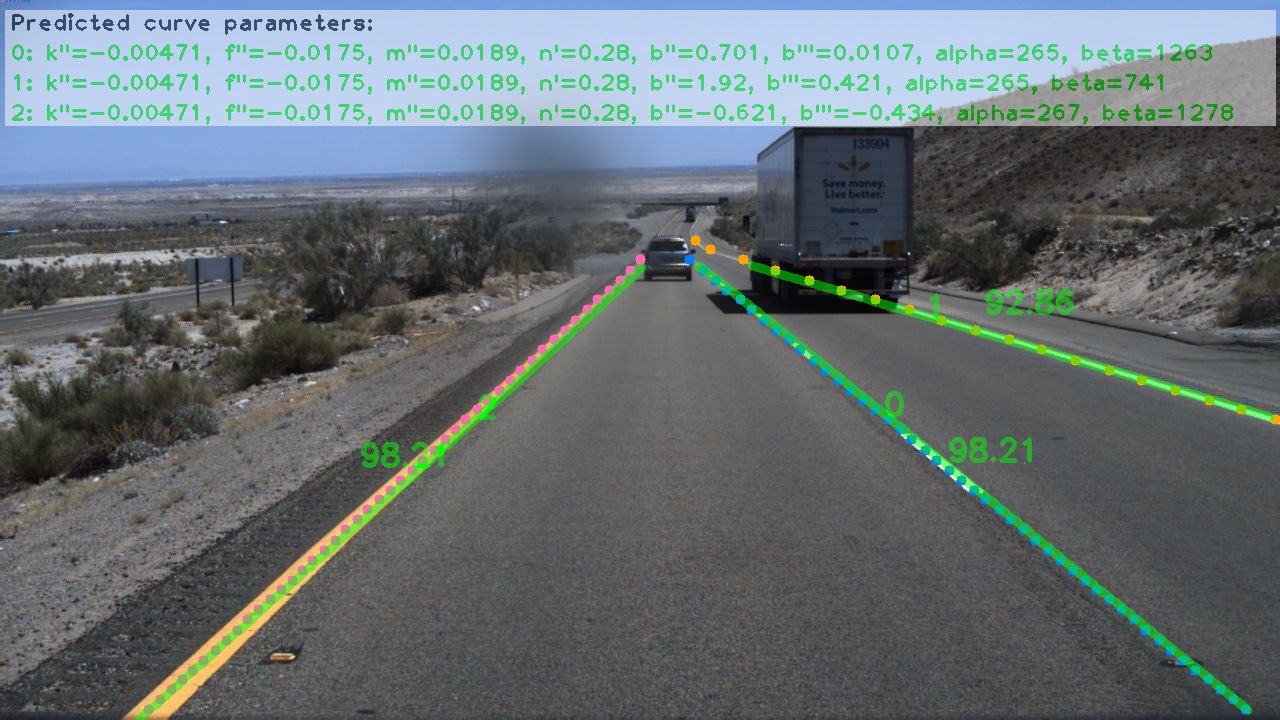 Predicted curve parameters:
0: k''=-0.00471, f''=-0.0175, m''=0.0189, n'=0.28, b''=0.701, b'''=0.0107, alpha=265, beta=1263
1: k''=-0.00471, f''=-0.0175, m''=0.0189, n'=0.28, b''=1.92, b'''=0.421, alpha=265, beta=741
2: k''=-0.00471, f''=-0.0175, m''=0.0189, n'=0.28, b''=-0.621, b'''=-0.434, alpha=267, beta=1278
133904
Save money.
Live better.
Walmart.com
1 92.86
0
2
98.21
98.21